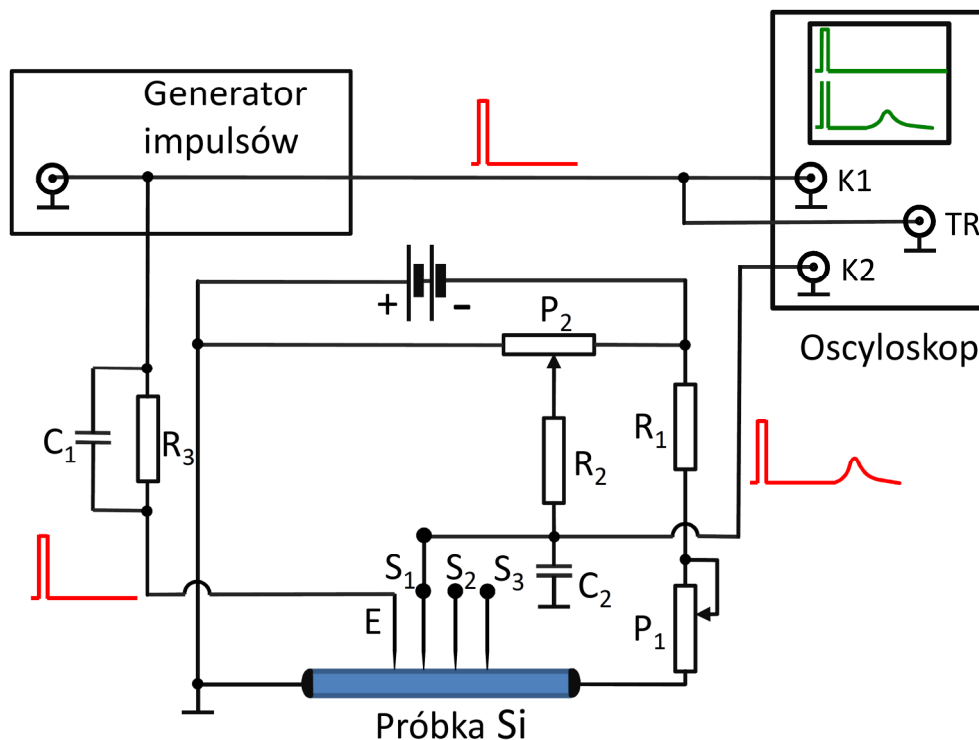 Generator
impulsów
K1
TR
K2
Oscyloskop
+
-
P2
R1
R2
C1
R3
S1
S2
S3
C2
P1
E
Próbka Si